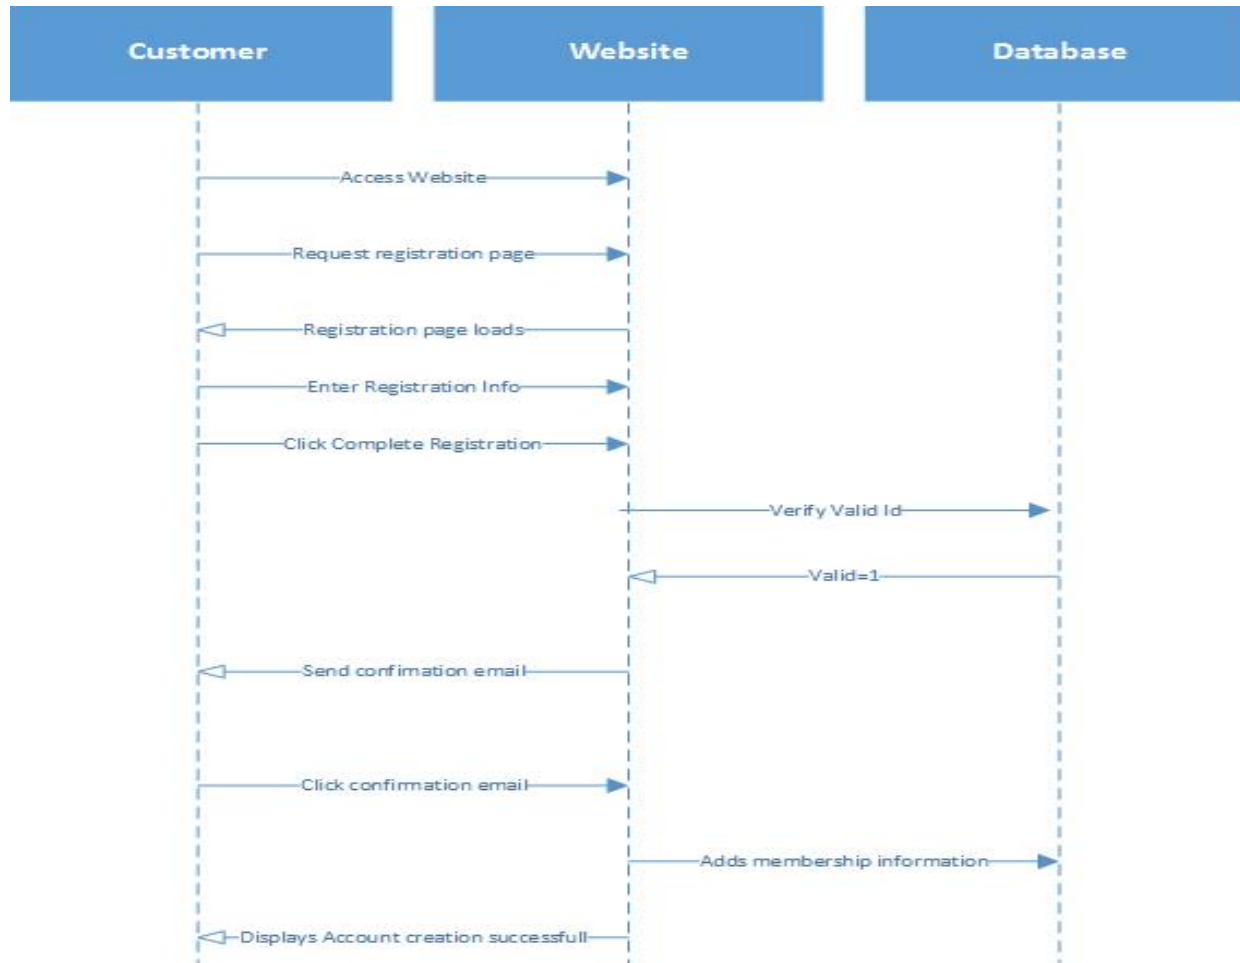 Customer
Website
Database
Access Website
Request registration page
Registration page loads
Enter Registration Info
Click Complete Registration
Verify Valid Id
Valid=1
Send confimation email
Click confirmation email
Adds membership information
Displays Account creation successfull